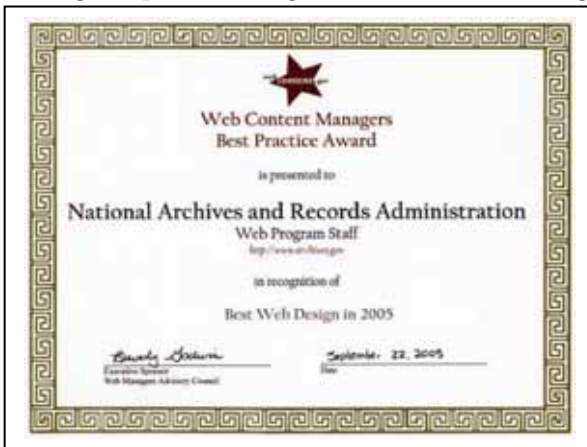 Web Content Managers
Best Practice Award
is presented to
National Archives and Records Administration
Web Program Staff
http://www.archives.gov
in recognition of
Best Web Design in 2005
September 22, 2005
Executive Sponsor
Date
Web Managers Advisory Council